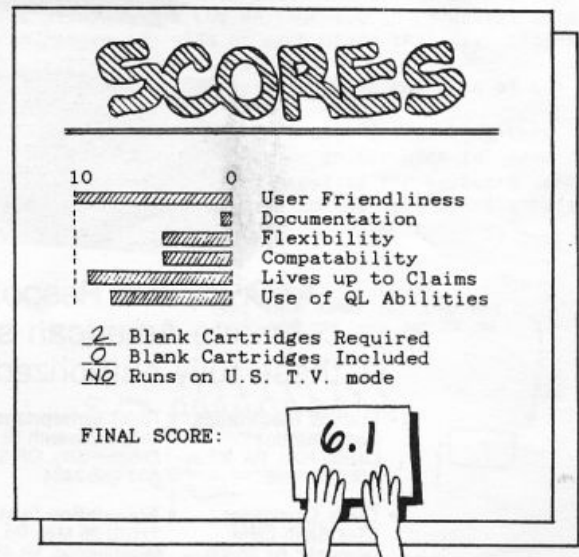 SCORES
10 0
User Friendliness
Documentation
Flexibility
Compatability
Lives up to Claims
Use of QL Abilities
2 Blank Cartridges Required
0 Blank Cartridges Included
NO Runs on U.S. T.V. mode
FINAL SCORE: 6.1